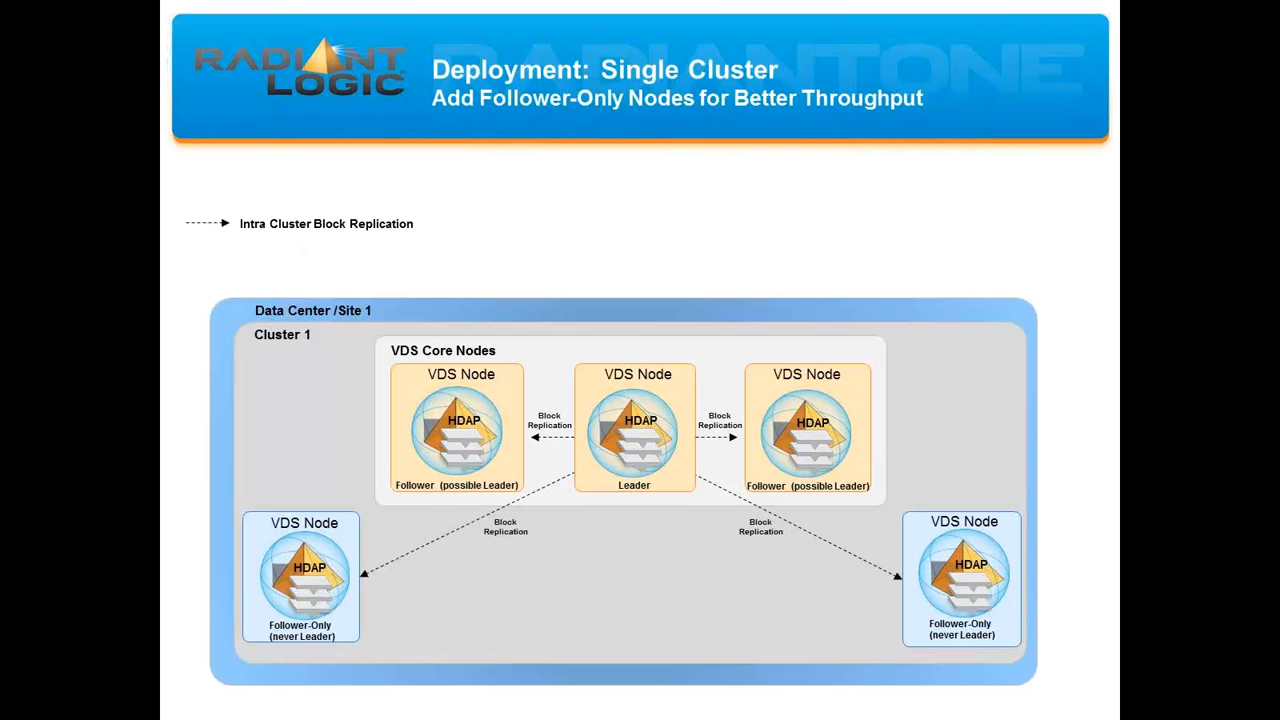 RADIANT
LOGIC
RADIANTONE
Deployment: Single Cluster
Add Follower-Only Nodes for Better Throughput
Intra Cluster Block Replication
Data Center /Site 1
Cluster 1
VDS Core Nodes
VDS Node
HDAP
Follower (possible Leader)
Block
Replication
VDS Node
HDAP
Leader
Block
Replication
VDS Node
HDAP
Follower (possible Leader)
Block
Replication
Block
Replication
VDS Node
HDAP
Follower-Only
(never Leader)
VDS Node
HDAP
Follower-Only
(never Leader)